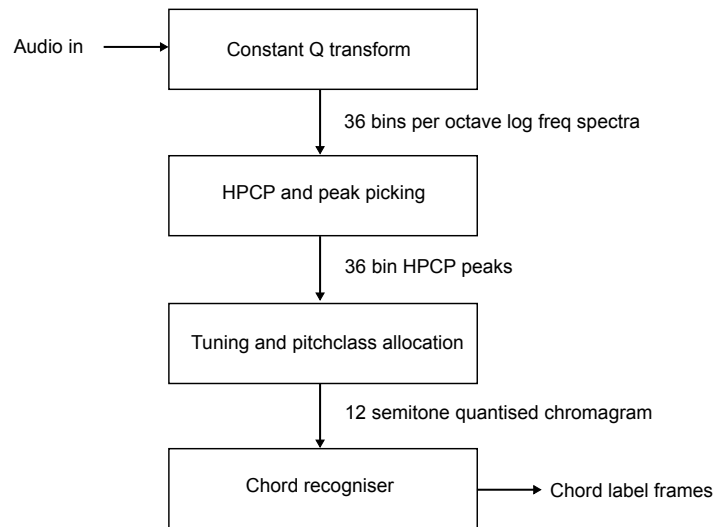 Audio in
Constant Q transform
36 bins per octave log freq spectra
HPCP and peak picking
36 bin HPCP peaks
Tuning and pitchclass allocation
12 semitone quantised chromagram
Chord recogniser
Chord label frames